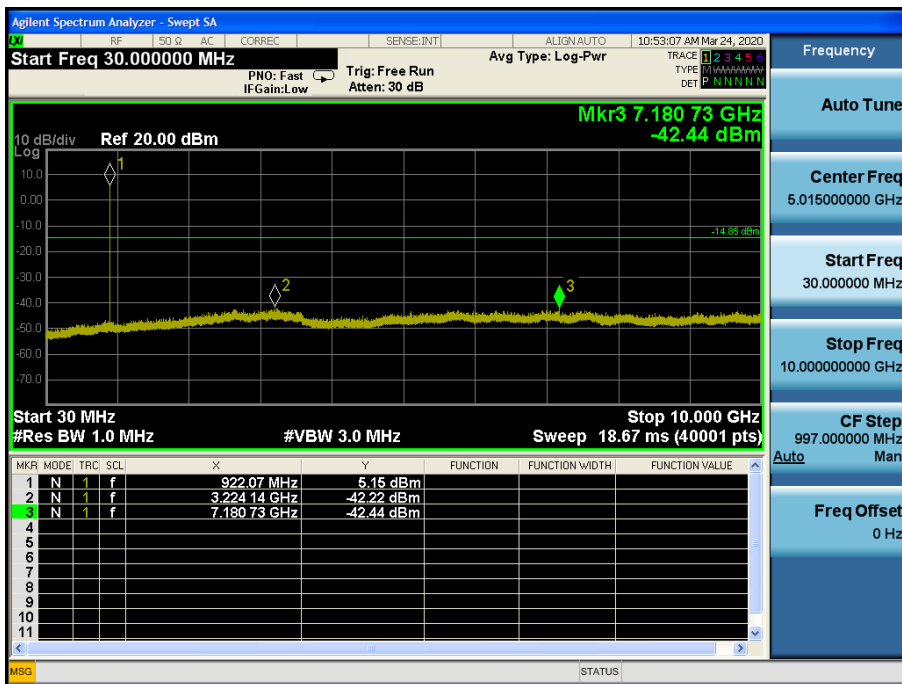 Agilent Spectrum Analyzer - Swept SA
LXI RF 50 Ω AC CORREC SENSE:INT ALIGNAUTO 10:53:07 AM Mar 24, 2020
Start Freq 30.000000 MHz
PNO: Fast
IFGain:Low
Trig: Free Run
Atten: 30 dB
Avg Type: Log-Pwr
TRACE 1 2 3 4 5 6
TYPE M W W W W W
DET P N N N N N
Mkr3 7.180 73 GHz
-42.44 dBm
10 dB/div Ref 20.00 dBm
Log
1
10.0
0.00
-10.0
-14.85 dBm
-20.0
-30.0
2
3
-40.0
-50.0
-60.0
-70.0
Start 30 MHz Stop 10.000 GHz
#Res BW 1.0 MHz #VBW 3.0 MHz Sweep 18.67 ms (40001 pts)
MKR MODE TRC SCL X Y FUNCTION FUNCTION WIDTH FUNCTION VALUE
1 N 1 f 922.07 MHz 5.15 dBm
2 N 1 f 3.224 14 GHz -42.22 dBm
3 N 1 f 7.180 73 GHz -42.44 dBm
4
5
6
7
8
9
10
11
MSG STATUS
Frequency
Auto Tune
Center Freq
5.015000000 GHz
Start Freq
30.000000 MHz
Stop Freq
10.000000000 GHz
CF Step
997.000000 MHz
Auto Man
Freq Offset
0 Hz